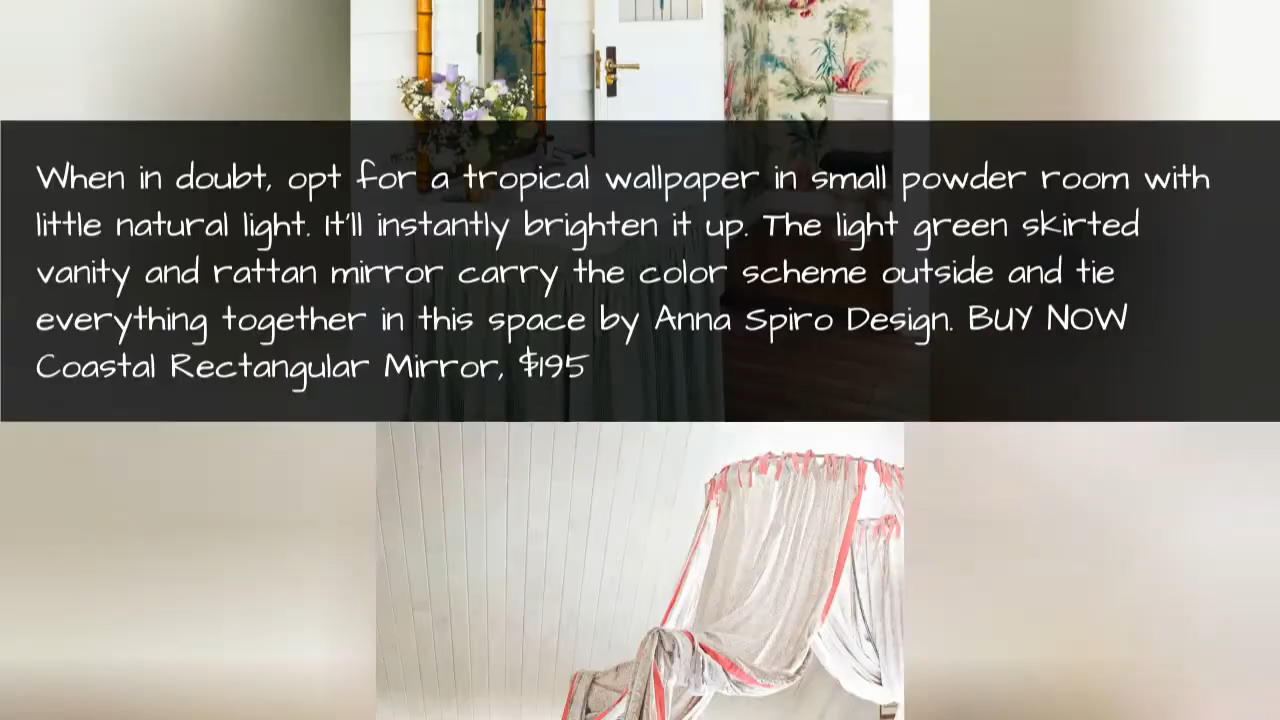 When in doubt, opt for a tropical wallpaper in small powder room with
little natural light. It'll instantly brighten it up. The light green skirted
vanity and rattan mirror carry the color scheme outside and tie
everything together in this space by Anna Spiro Design. BUY NOW
Coastal Rectangular Mirror, $195